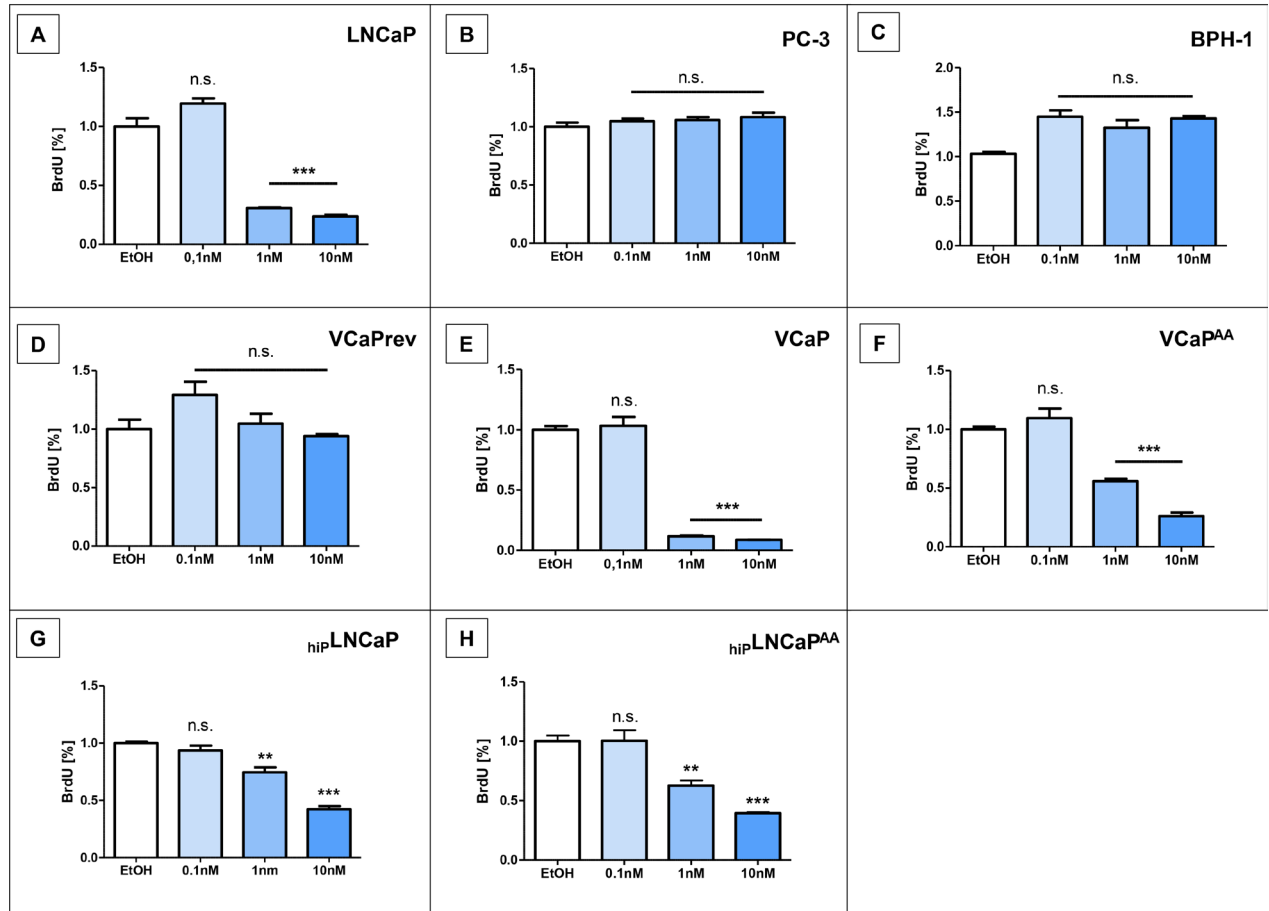 A
LNCaP
BrdU [%]
1.5
1.0
0.5
0.0
n.s.
***
EtOH
0,1nM
1nM
10nM
B
PC-3
BrdU [%]
1.5
1.0
0.5
0.0
n.s.
EtOH
0.1nM
1nM
10nM
C
BPH-1
BrdU [%]
2.0
1.5
1.0
0.5
0.0
n.s.
EtOH
0.1nM
1nM
10nM
D
VCaPrev
BrdU [%]
1.5
1.0
0.5
0.0
n.s.
EtOH
0.1nM
1nM
10nM
E
VCaP
BrdU [%]
1.5
1.0
0.5
0.0
n.s.
***
EtOH
0,1nM
1nM
10nM
F
VCaPAA
BrdU [%]
1.5
1.0
0.5
0.0
n.s.
***
EtOH
0.1nM
1nM
10nM
G
hiPLNCaP
BrdU [%]
1.5
1.0
0.5
0.0
n.s.
**
***
EtOH
0.1nM
1nm
10nM
H
hiPLNCaPAA
BrdU [%]
1.5
1.0
0.5
0.0
n.s.
**
***
EtOH
0.1nM
1nM
10nM